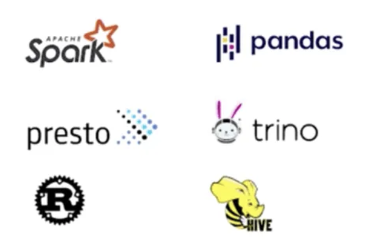 APACHE
Spark
pandas
presto
trino
R
HIVE